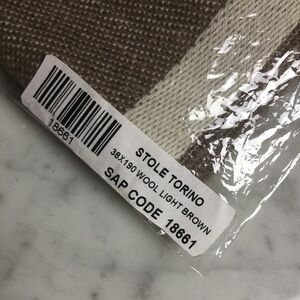 18661
STOLE TORINO
38X190 WOOL LIGHT BROWN
SAP CODE 18661